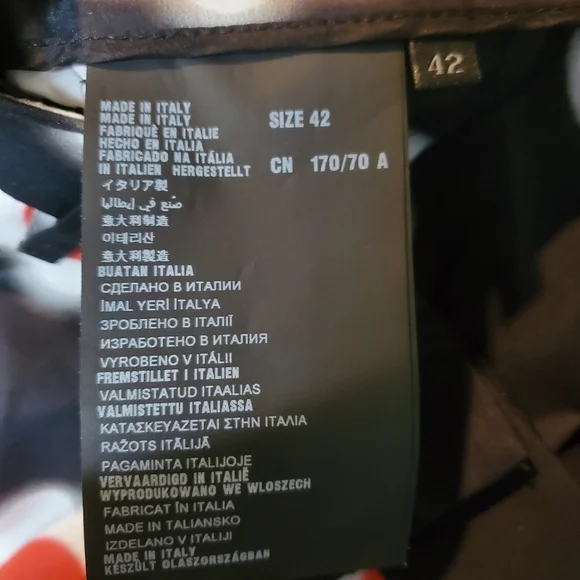 42
MADE IN ITALY
MADE IN ITALY
FABRIQUÉ EN ITALIE
HECHO EN ITALIA
FABRICADO NA ITÁLIA
IN ITALIEN HERGESTELLT
イタリア製
صنع في إيطاليا
意大利制造
이태리산
意大利製造
BUATAN ITALIA
СДЕЛАНО В ИТАЛИИ
İMAL YERİ İTALYA
ЗРОБЛЕНО В ІТАЛІЇ
ИЗРАБОТЕНО В ИТАЛИЯ
VYROBENO V ITÁLII
FREMSTILLET I ITALIEN
VALMISTATUD ITAALIAS
VALMISTETTU ITALIASSA
ΚΑΤΑΣΚΕΥΑΖΕΤΑΙ ΣΤΗΝ ΙΤΑΛΙΑ
RAŽOTS ITĀLIJĀ
PAGAMINTA ITALIJOJE
VERVAARDIGD IN ITALIË
WYPRODUKOWANO WE WLOSZECH
FABRICAT ÎN ITALIA
MADE IN TALIANSKO
IZDELANO V ITALIJI
MADE IN ITALY
KÉSZÜLT OLASZORSZÁGBAN
SIZE 42
CN 170/70 A